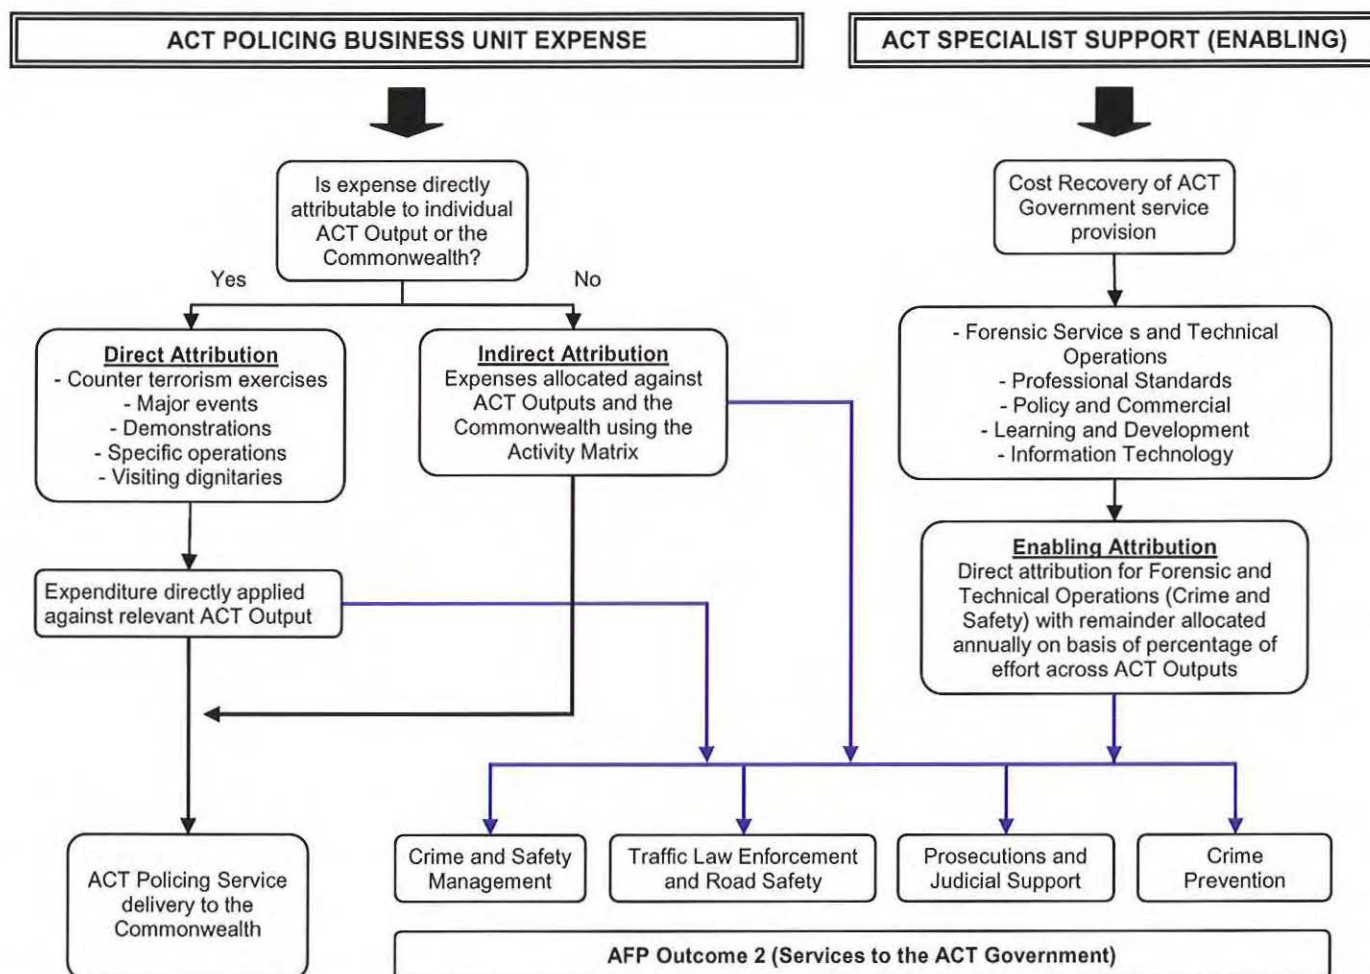 ACT POLICING BUSINESS UNIT EXPENSE
ACT SPECIALIST SUPPORT (ENABLING)
Is expense directly
attributable to individual
ACT Output or the
Commonwealth?
Yes
No
Direct Attribution
- Counter terrorism exercises
- Major events
- Demonstrations
- Specific operations
- Visiting dignitaries
Indirect Attribution
Expenses allocated against
ACT Outputs and the
Commonwealth using the
Activity Matrix
Expenditure directly applied
against relevant ACT Output
Cost Recovery of ACT
Government service
provision
- Forensic Service s and Technical
Operations
- Professional Standards
- Policy and Commercial
- Learning and Development
- Information Technology
Enabling Attribution
Direct attribution for Forensic and
Technical Operations (Crime and
Safety) with remainder allocated
annually on basis of percentage of
effort across ACT Outputs
ACT Policing Service
delivery to the
Commonwealth
Crime and Safety
Management
Traffic Law Enforcement
and Road Safety
Prosecutions and
Judicial Support
Crime
Prevention
AFP Outcome 2 (Services to the ACT Government)